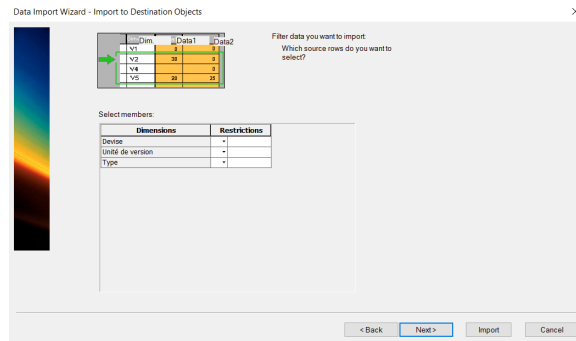 Data Import Wizard - Import to Destination Objects
Dim. Data1 Data2
V1 0 0
V2 30 0
V4 0
V5 20 35
Filter data you want to import:
Which source rows do you want to
select?
Select members:
Dimensions Restrictions
Devise
Unité de version
Type
< Back Next > Import Cancel